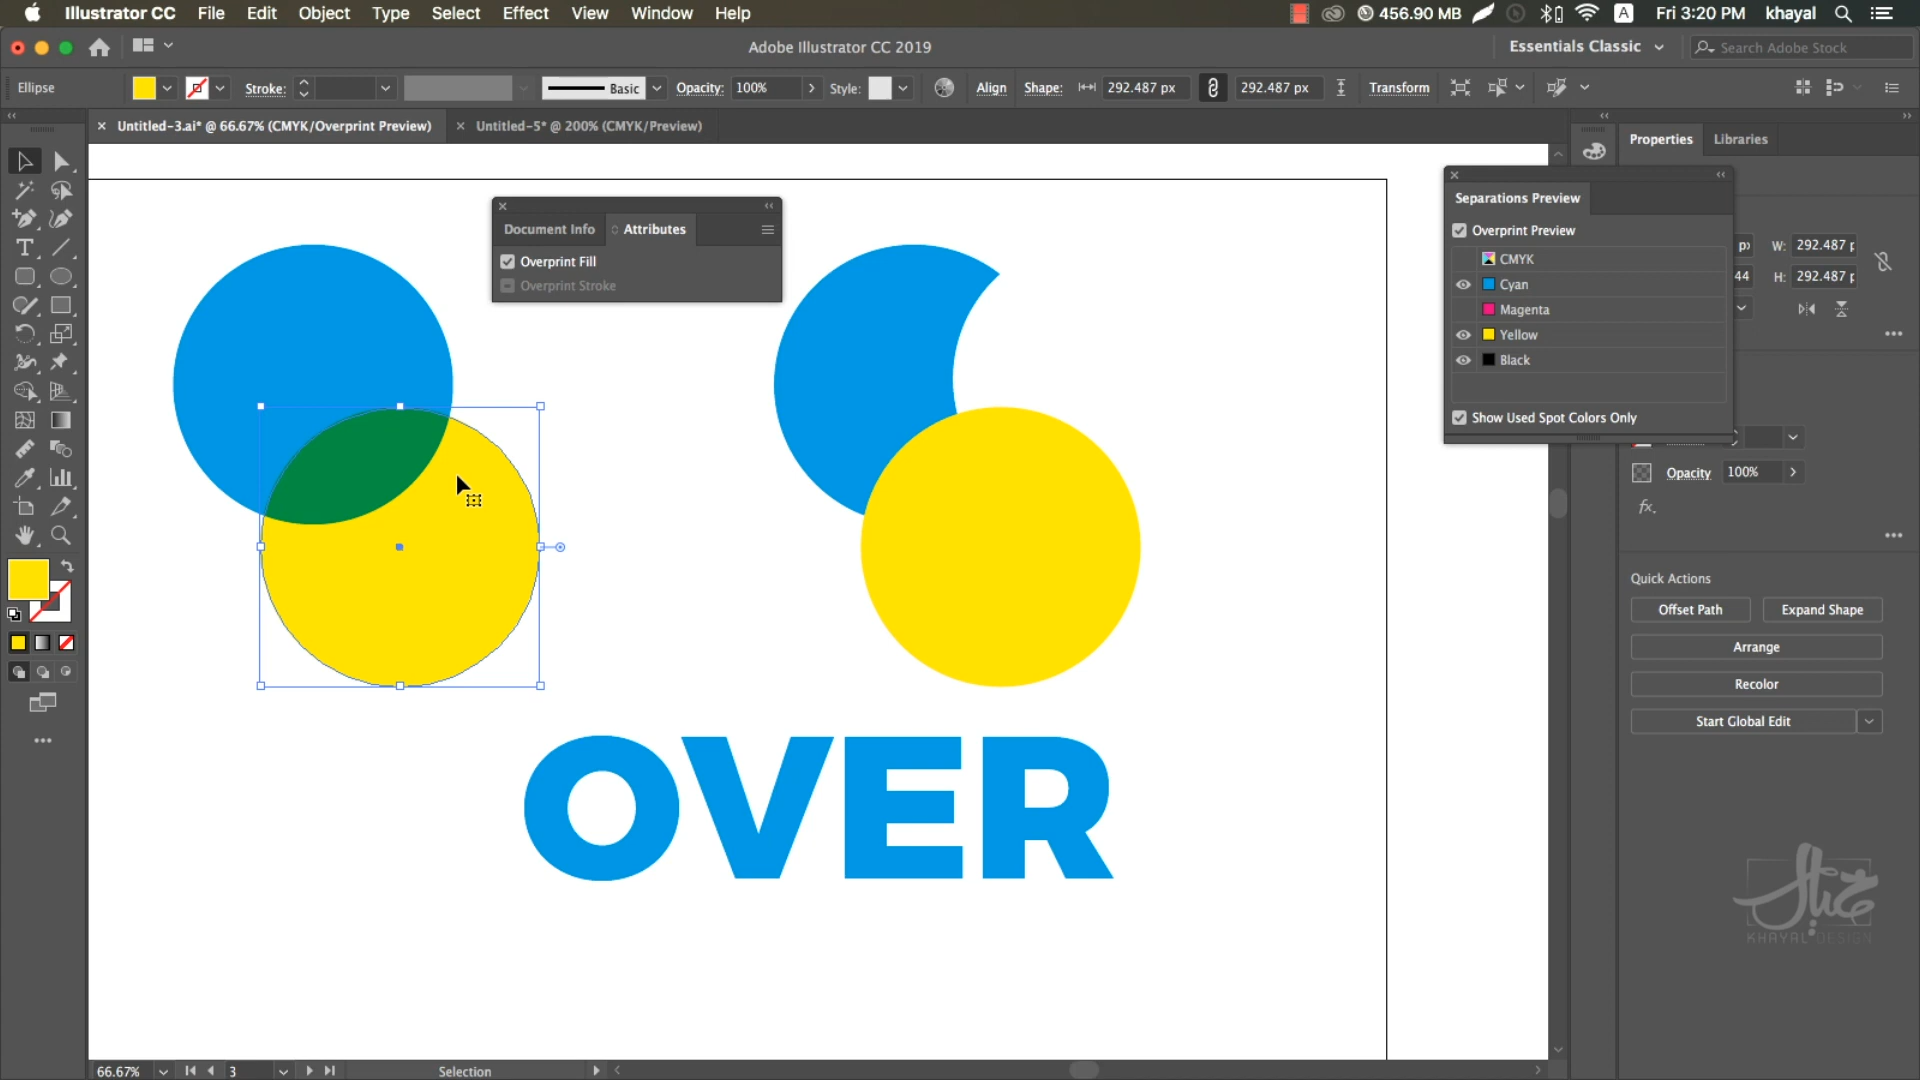 Illustrator CC File Edit Object Type Select Effect View Window Help 456.90 MB A Fri 3:20 PM khayal
Adobe Illustrator CC 2019 Essentials Classic Search Adobe Stock
Ellipse Stroke: Basic Opacity: 100% Style: Align Shape: 292.487 px 292.487 px Transform
Untitled-3.ai* @ 66.67% (CMYK/Overprint Preview) Untitled-5* @ 200% (CMYK/Preview)
Properties Libraries
Document Info Attributes
Overprint Fill
Overprint Stroke
Separations Preview
Overprint Preview
CMYK
Cyan
Magenta
Yellow
Black
Show Used Spot Colors Only
W: 292.487
H: 292.487
44
Opacity 100%
fx.
Quick Actions
Offset Path Expand Shape
Arrange
Recolor
Start Global Edit
OVER
خيال
KHAYAL DESIGN
66.67% 3 Selection